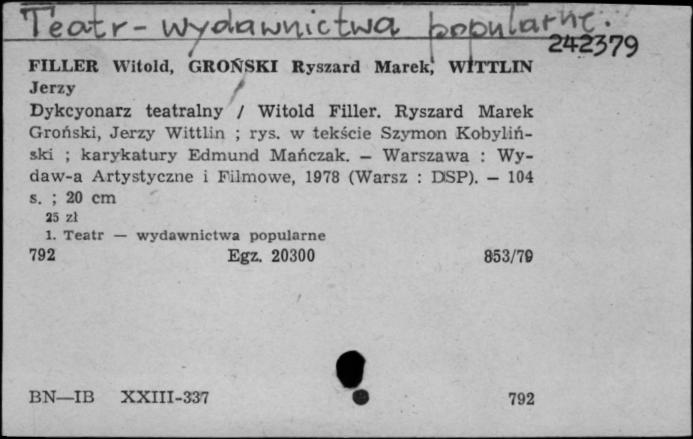 Teatr - wydawnictwa popularne.
242379
FILLER Witold, GROŃSKI Ryszard Marek, WITTLIN
Jerzy
Dykcyonarz teatralny / Witold Filler. Ryszard Marek
Groński, Jerzy Wittlin ; rys. w tekście Szymon Kobyliń-
ski ; karykatury Edmund Mańczak. — Warszawa : Wy-
daw-a Artystyczne i Filmowe, 1978 (Warsz : DSP). — 104
s. ; 20 cm
25 zł
1. Teatr — wydawnictwa popularne
792 Egz. 20300 853/79
BN—IB XXIII-337 792